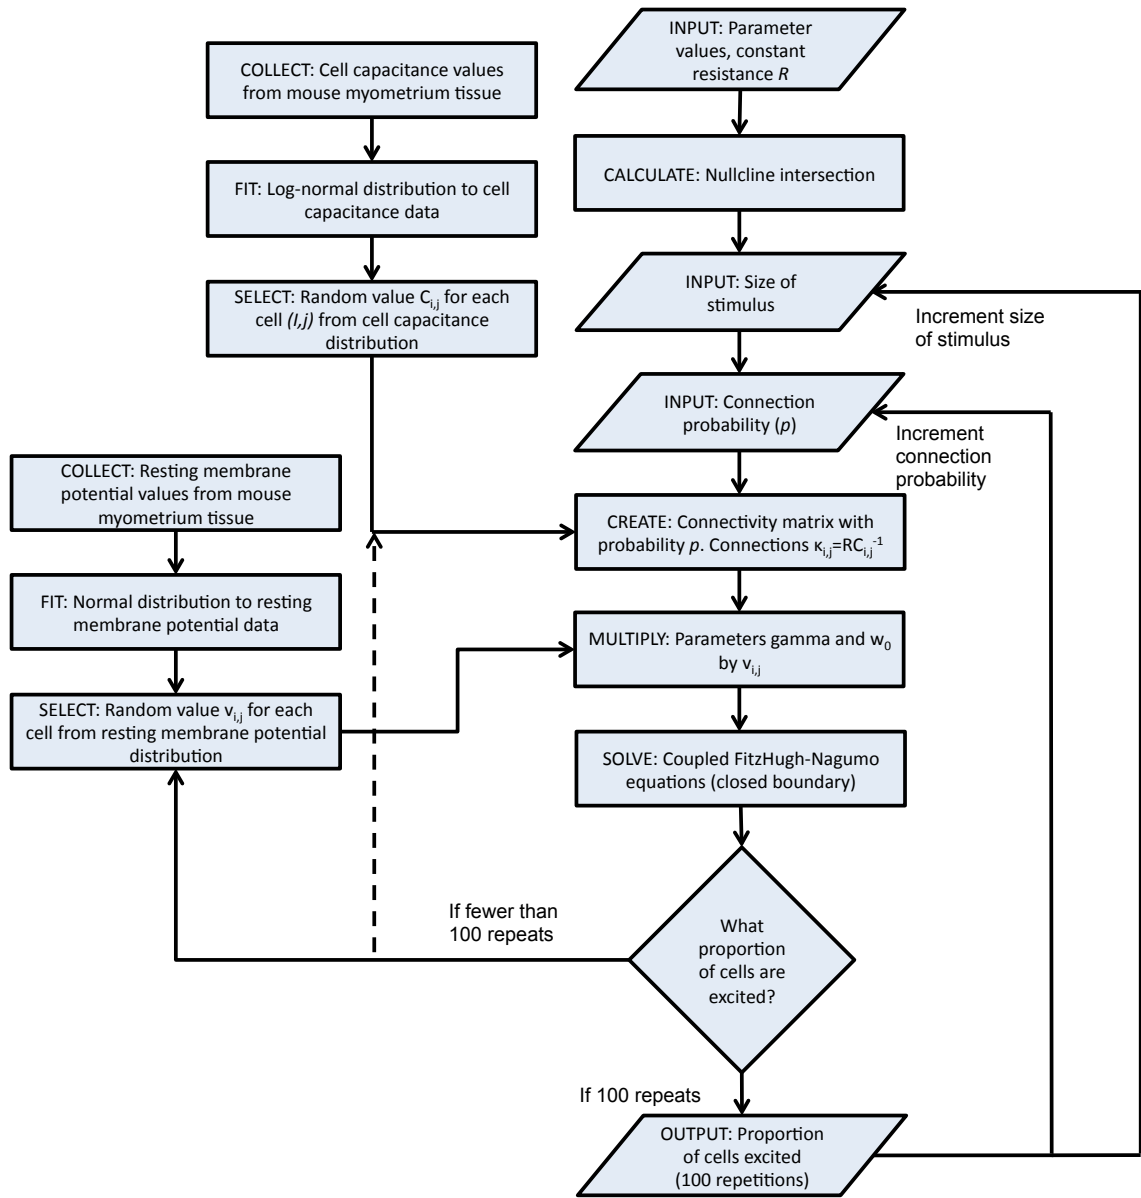 INPUT: Parameter
values, constant
resistance R
COLLECT: Cell capacitance values
from mouse myometrium tissue
CALCULATE: Nullcline intersection
FIT: Log-normal distribution to cell
capacitance data
INPUT: Size of
stimulus
SELECT: Random value Ci,j for each
cell (I,j) from cell capacitance
distribution
Increment size
of stimulus
INPUT: Connection
probability (p)
Increment
connection
probability
COLLECT: Resting membrane
potential values from mouse
myometrium tissue
CREATE: Connectivity matrix with
probability p. Connections κi,j=RCi,j-1
FIT: Normal distribution to resting
membrane potential data
MULTIPLY: Parameters gamma and w0
by vi,j
SELECT: Random value vi,j for each
cell from resting membrane potential
distribution
SOLVE: Coupled FitzHugh-Nagumo
equations (closed boundary)
If fewer than
100 repeats
What
proportion
of cells are
excited?
If 100 repeats
OUTPUT: Proportion
of cells excited
(100 repetitions)